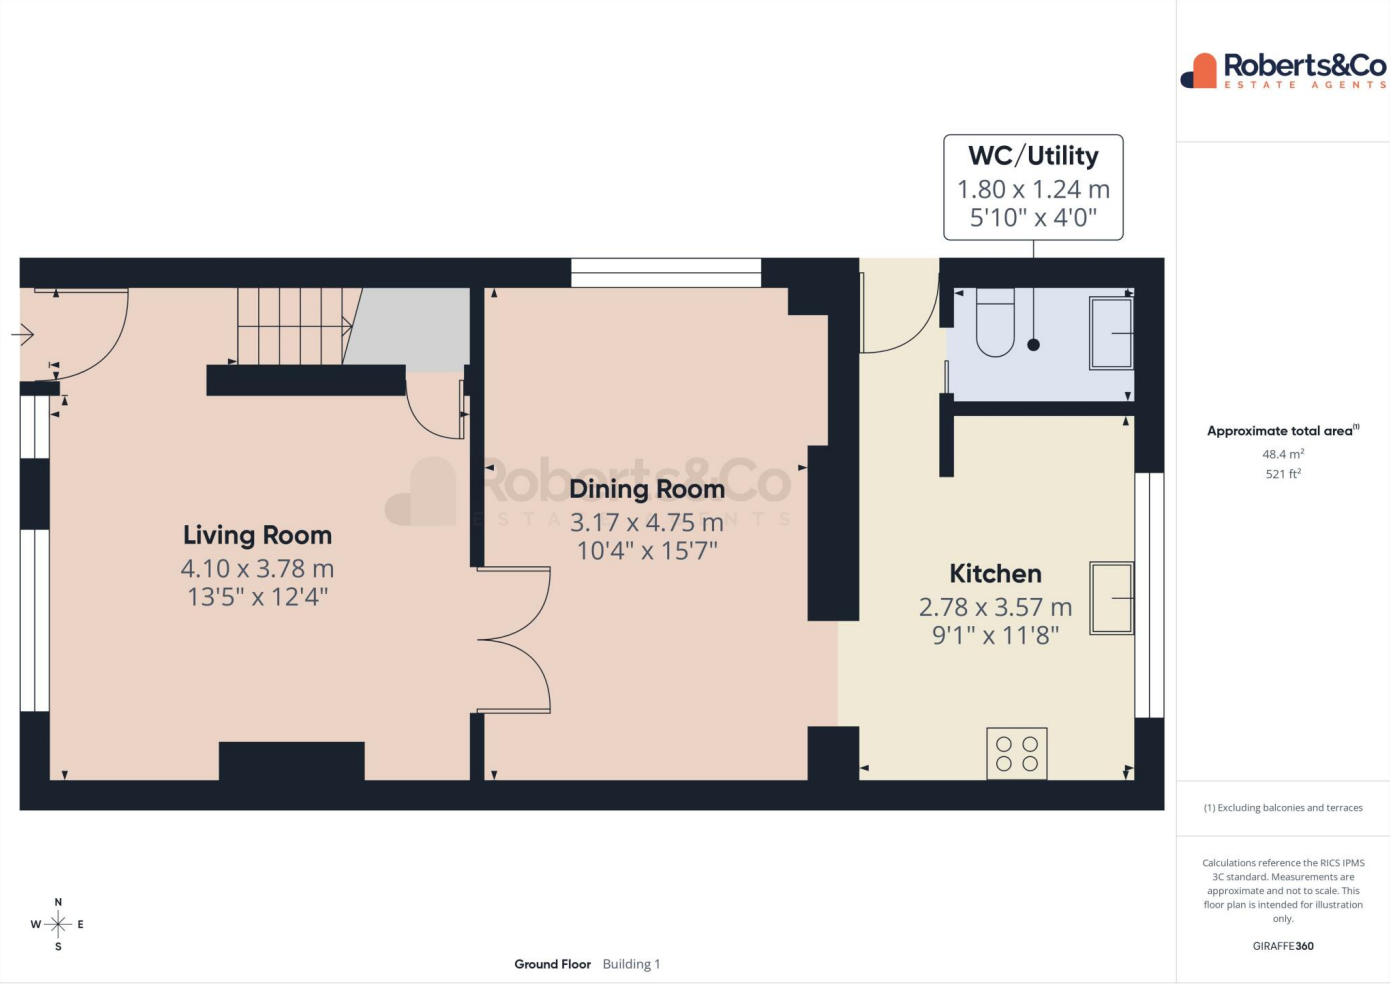 Roberts&Co
ESTATE AGENTS
WC/Utility
1.80 x 1.24 m
5'10" x 4'0"
Roberts&Co
ESTATE AGENTS
Dining Room
3.17 x 4.75 m
10'4" x 15'7"
Living Room
4.10 x 3.78 m
13'5" x 12'4"
Kitchen
2.78 x 3.57 m
9'1" x 11'8"
Approximate total area(1)
48.4 m²
521 ft²
(1) Excluding balconies and terraces
Calculations reference the RICS IPMS
3C standard. Measurements are
approximate and not to scale. This
floor plan is intended for illustration
only.
GIRAFFE360
N
W E
S
Ground Floor Building 1